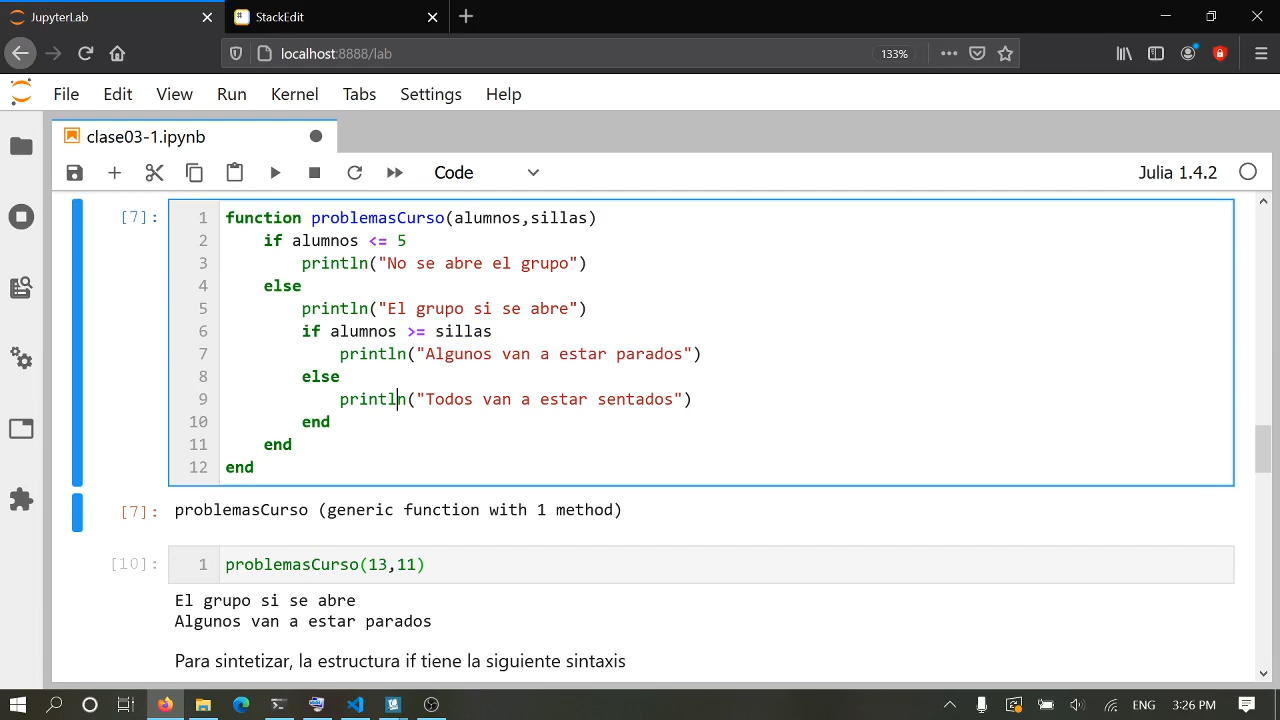 JupyterLab
StackEdit
localhost:8888/lab
133%
File Edit View Run Kernel Tabs Settings Help
clase03-1.ipynb
Code
Julia 1.4.2
[7]:
1 function problemasCurso(alumnos,sillas)
2 if alumnos <= 5
3 println("No se abre el grupo")
4 else
5 println("El grupo si se abre")
6 if alumnos >= sillas
7 println("Algunos van a estar parados")
8 else
9 println("Todos van a estar sentados")
10 end
11 end
12 end
[7]: problemasCurso (generic function with 1 method)
[10]: 1 problemasCurso(13,11)
El grupo si se abre
Algunos van a estar parados
Para sintetizar, la estructura if tiene la siguiente sintaxis
3:26 PM